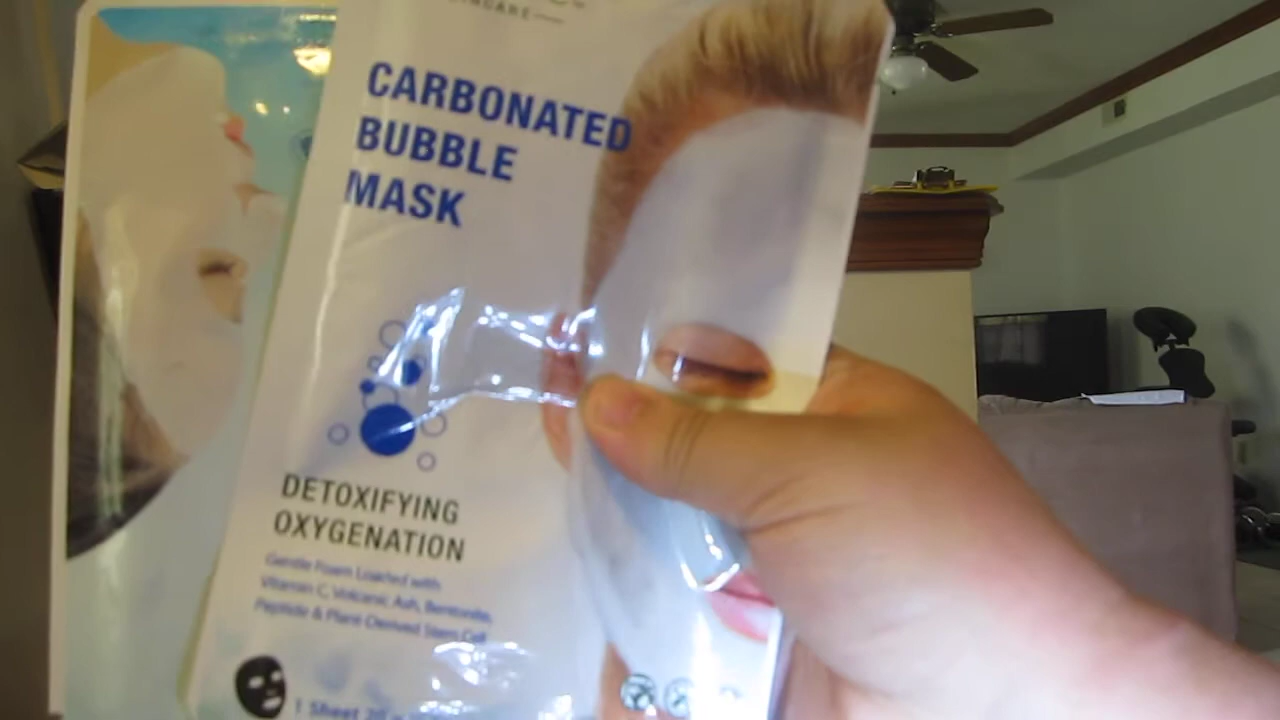 CARBONATED
BUBBLE
MASK
DETOXIFYING
OXYGENATION
Gentle Foam Loaded with
Vitamin C, Volcanic Ash, Bentonite,
Peptide & Plant Derived Stem Cell
1 Sheet